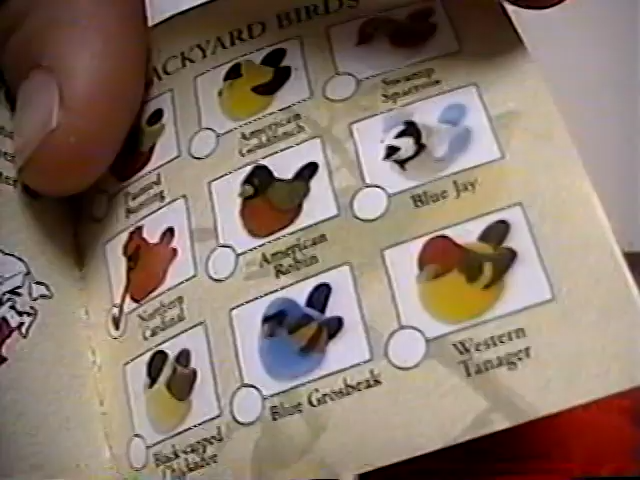 BACKYARD BIRDS
American
Goldfinch
Swamp
Sparrow
Painted
Bunting
American
Robin
Blue Jay
Northern
Cardinal
Blue Grosbeak
Western
Tanager
Black-capped
Chickadee